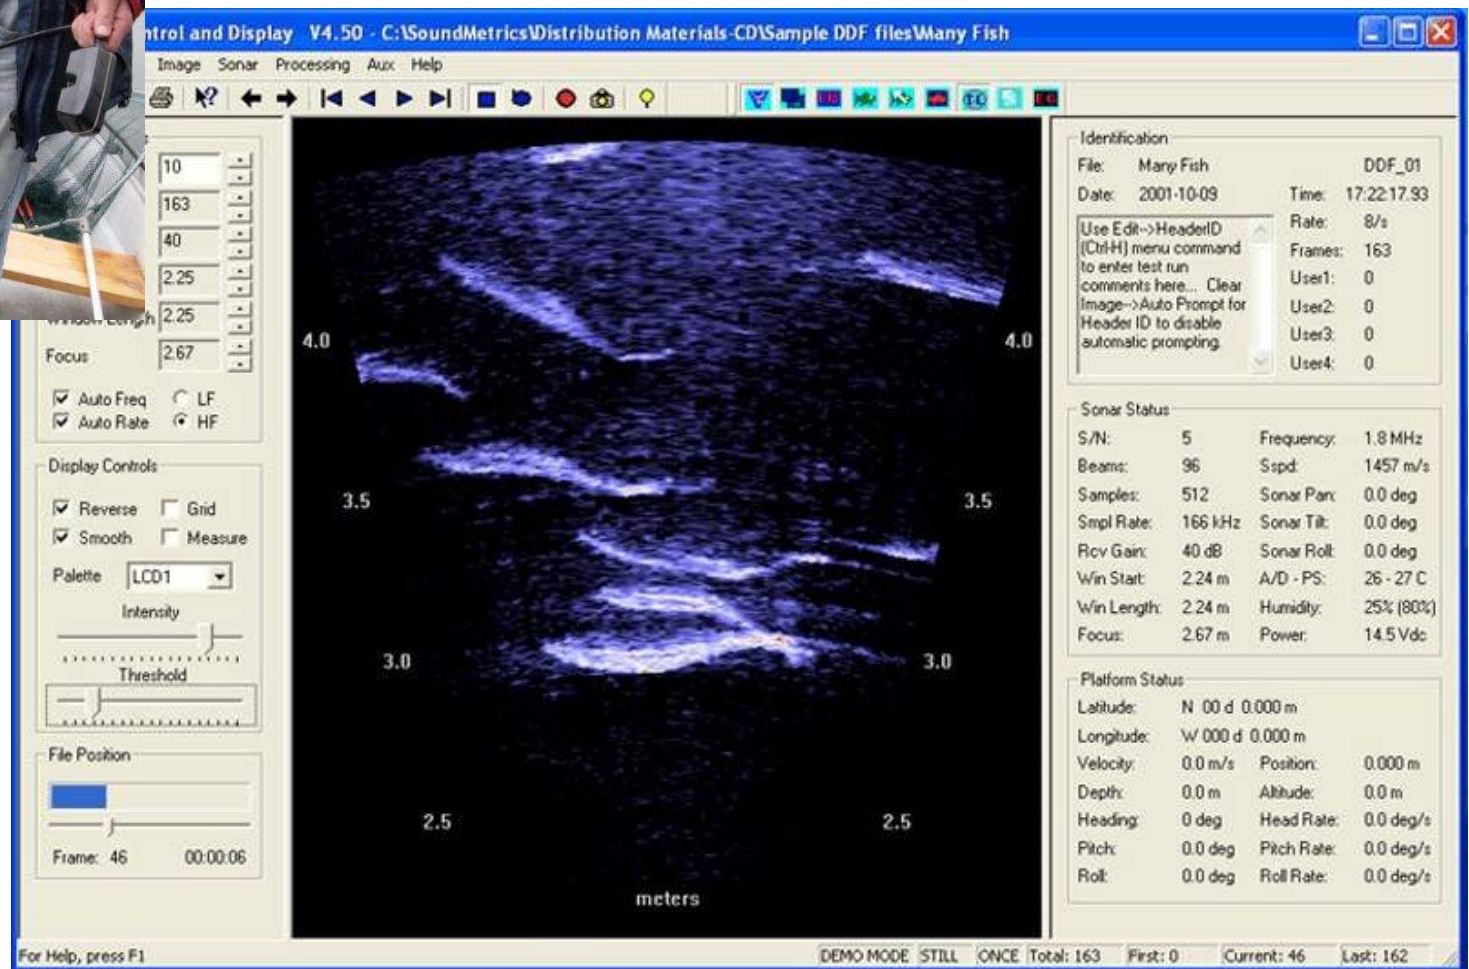 ntrol and Display V4.50 - C:\SoundMetrics\Distribution Materials-CD\Sample DDF files\Many Fish
Image Sonar Processing Aux Help
10
163
40
2.25
2.25
Focus 2.67
Auto Freq LF
Auto Rate HF
Display Controls
Reverse Grid
Smooth Measure
Palette LCD1
Intensity
Threshold
File Position
Frame: 46 00:00:06
4.0 4.0
3.5 3.5
3.0 3.0
2.5 2.5
meters
Identification
File: Many Fish DDF_01
Date: 2001-10-09 Time: 17:22:17.93
Use Edit-->HeaderID
(Ctrl-H) menu command
to enter test run
comments here... Clear
Image-->Auto Prompt for
Header ID to disable
automatic prompting.
Rate: 8/s
Frames: 163
User1: 0
User2: 0
User3: 0
User4: 0
Sonar Status
S/N: 5 Frequency: 1.8 MHz
Beams: 96 Sspd: 1457 m/s
Samples: 512 Sonar Pan: 0.0 deg
Smpl Rate: 166 kHz Sonar Tilt: 0.0 deg
Rcv Gain: 40 dB Sonar Roll: 0.0 deg
Win Start: 2.24 m A/D - PS: 26 - 27 C
Win Length: 2.24 m Humidity: 25% (80%)
Focus: 2.67 m Power: 14.5 Vdc
Platform Status
Latitude: N 00 d 0.000 m
Longitude: W 000 d 0.000 m
Velocity: 0.0 m/s Position: 0.000 m
Depth: 0.0 m Altitude: 0.0 m
Heading: 0 deg Head Rate: 0.0 deg/s
Pitch: 0.0 deg Pitch Rate: 0.0 deg/s
Roll: 0.0 deg Roll Rate: 0.0 deg/s
For Help, press F1 DEMO MODE STILL ONCE Total: 163 First: 0 Current: 46 Last: 162